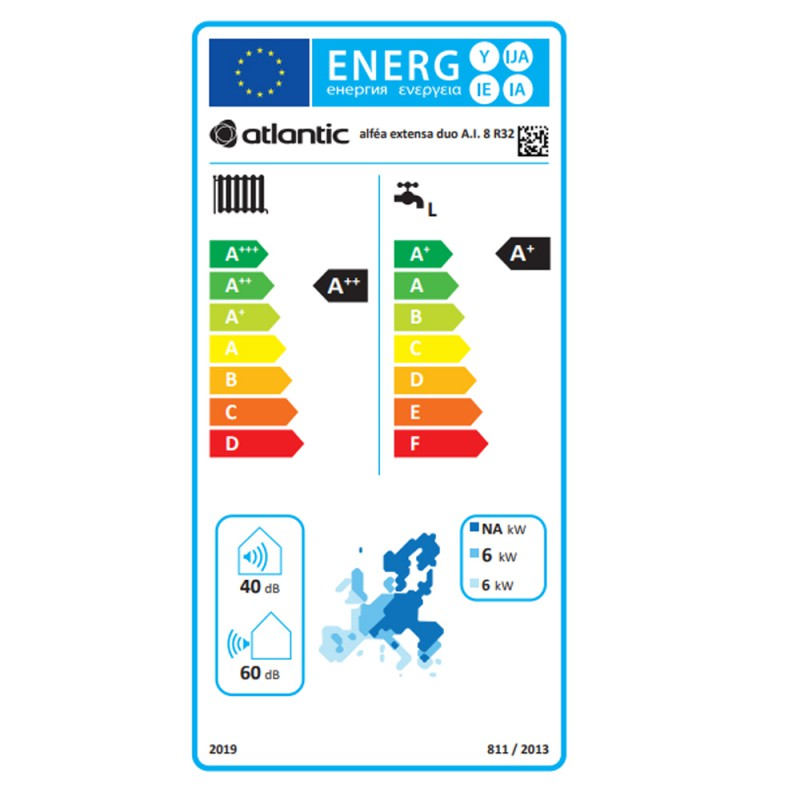 ENERG Y IJA IE IA
енергия ενεργεια
atlantic alféa extensa duo A.I. 8 R32
L
A+++
A++
A+
A
B
C
D
A++
A+
A
B
C
D
E
F
A+
40 dB
60 dB
NA kW
6 kW
6 kW
2019 811 / 2013